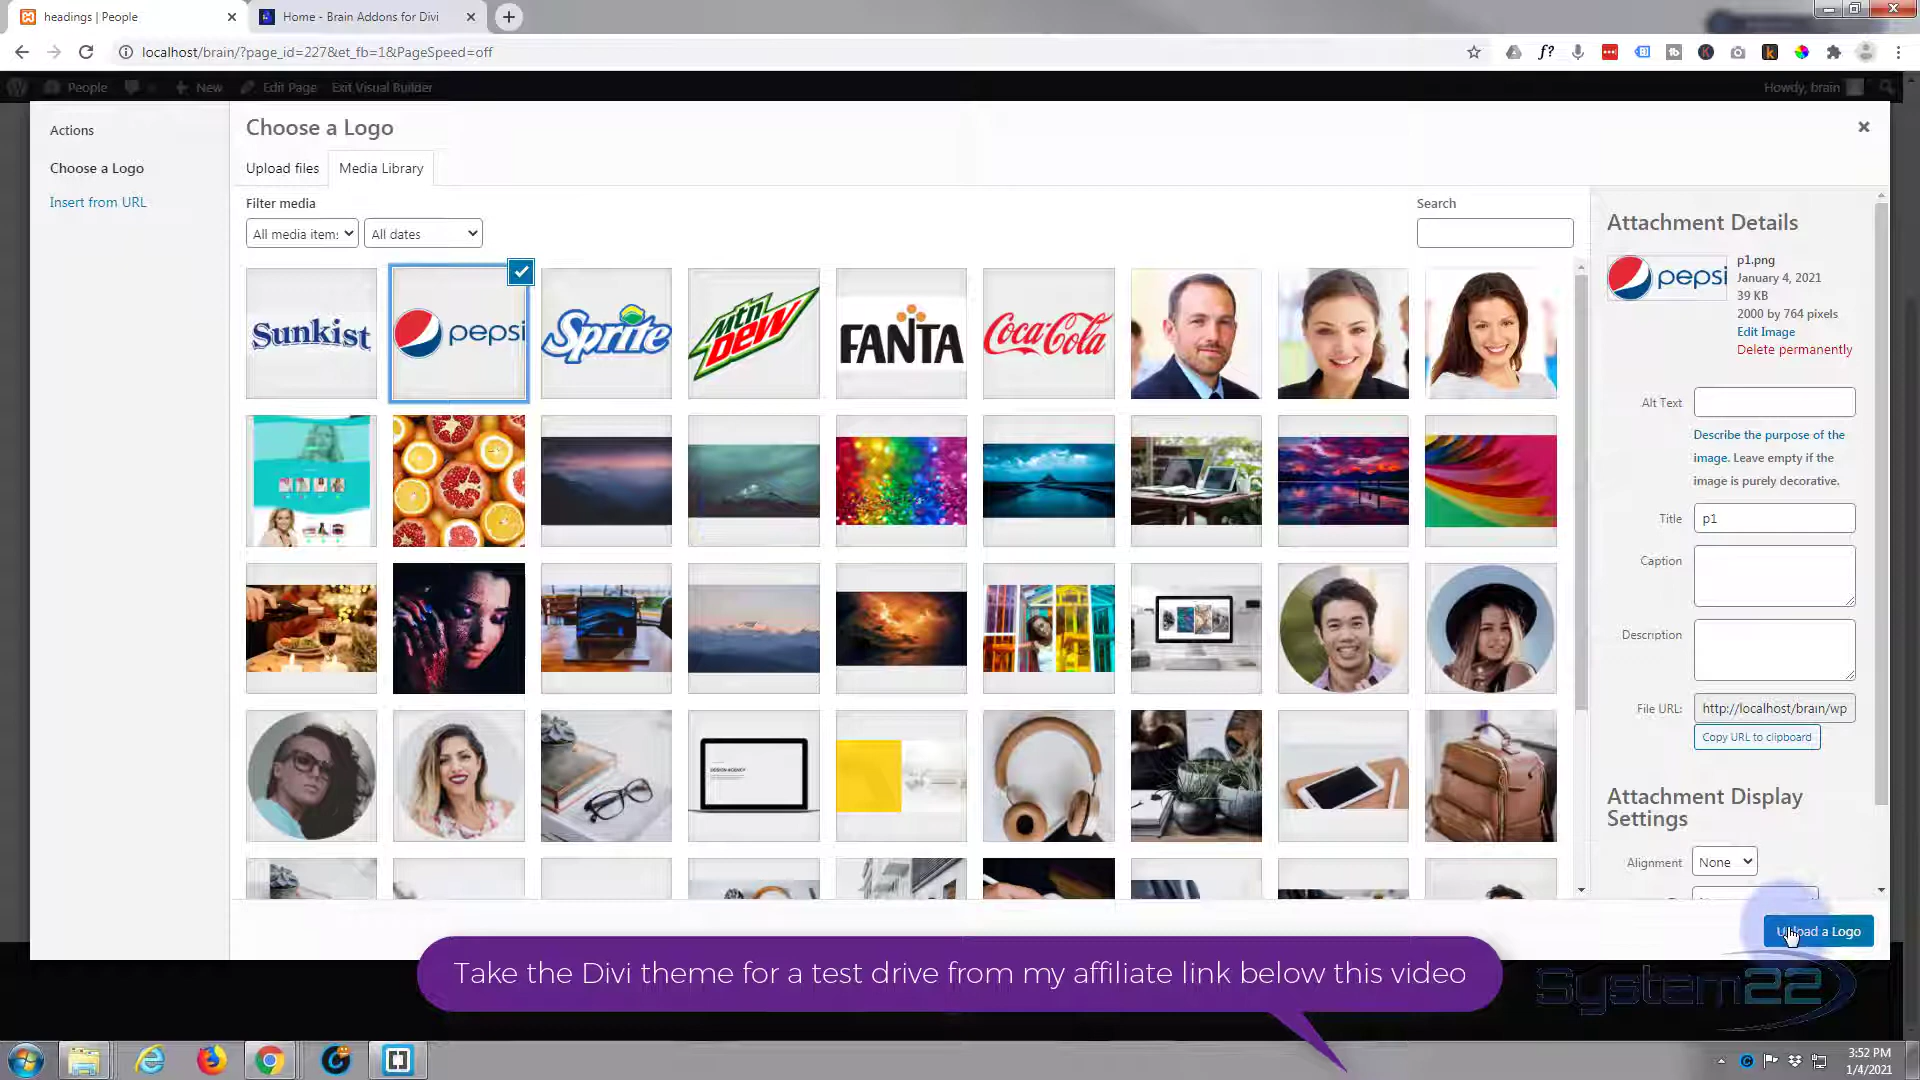 headings | People
Home - Brain Addons for Divi
localhost/brain/?page_id=227&et_fb=1&PageSpeed=off
People
New
Edit Page
Exit Visual Builder
Howdy, brain
Actions
Choose a Logo
Insert from URL
Choose a Logo
Upload files
Media Library
Filter media
All media items
All dates
Search
Sunkist
pepsi
Sprite
Mtn DEW
FANTA
Coca-Cola
DESIGN AGENCY
Attachment Details
pepsi
p1.png
January 4, 2021
39 KB
2000 by 764 pixels
Edit Image
Delete permanently
Alt Text
Describe the purpose of the
image. Leave empty if the
image is purely decorative.
Title
p1
Caption
Description
File URL:
http://localhost/brain/wp
Copy URL to clipboard
Attachment Display
Settings
Alignment
None
Upload a Logo
Take the Divi theme for a test drive from my affiliate link below this video
System22
3:52 PM
1/4/2021